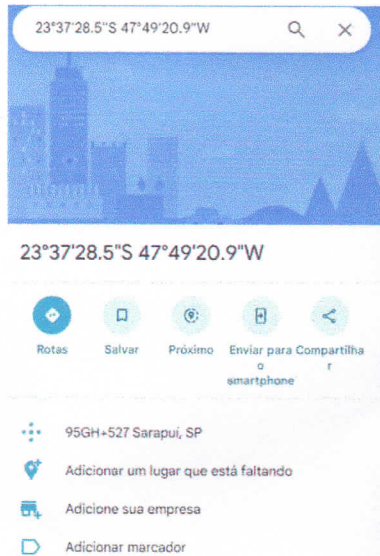 23°37'28.5"S 47°49'20.9"W
23°37'28.5"S 47°49'20.9"W
Rotas
Salvar
Próximo
Enviar para
o
smartphone
Compartilha
r
95GH+527 Sarapuí, SP
Adicionar um lugar que está faltando
Adicione sua empresa
Adicionar marcador